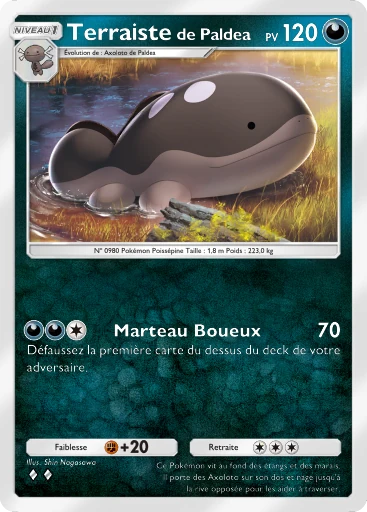 NIVEAU 1
Terraiste de Paldea PV 120
Évolution de : Axoloto de Paldea
N° 0980 Pokémon Poissépine Taille : 1,8 m Poids : 223,0 kg
Marteau Boueux 70
Défaussez la première carte du dessus du deck de votre
adversaire.
Faiblesse +20 Retraite
Illus. Shin Nagasawa
Ce Pokémon vit au fond des étangs et des marais.
Il porte des Axoloto sur son dos et nage jusqu'à
la rive opposée pour les aider à traverser.